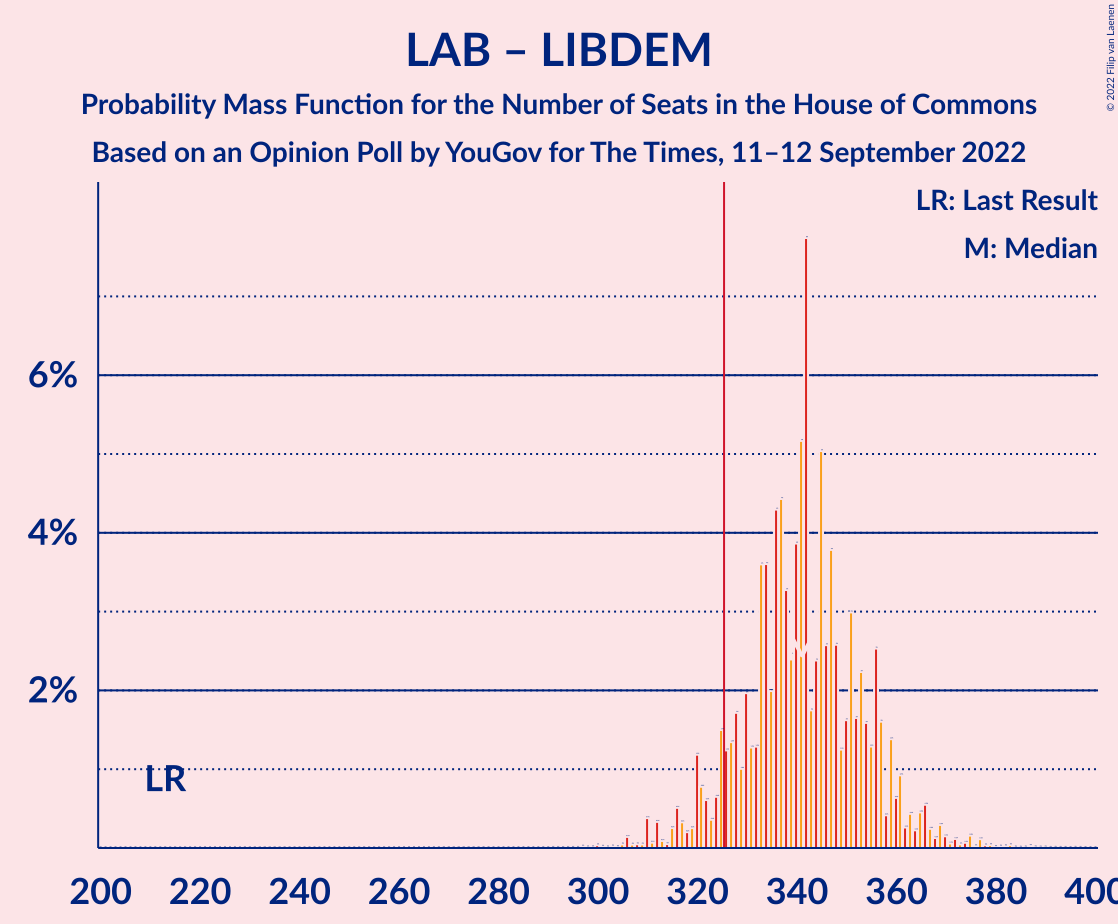 LAB – LIBDEM
Probability Mass Function for the Number of Seats in the House of Commons
Based on an Opinion Poll by YouGov for The Times, 11–12 September 2022
© 2022 Filip van Laenen
LR: Last Result
M: Median
6%
4%
2%
LR
200 220 240 260 280 300 320 340 360 380 400